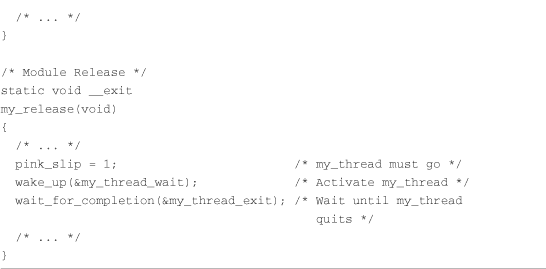 /* ... */
}
/* Module Release */
static void __exit
my_release(void)
{
  /* ... */
  pink_slip = 1;                         /* my_thread must go */
  wake_up(&my_thread_wait);              /* Activate my_thread */
  wait_for_completion(&my_thread_exit);  /* Wait until my_thread
                                            quits */
  /* ... */
}